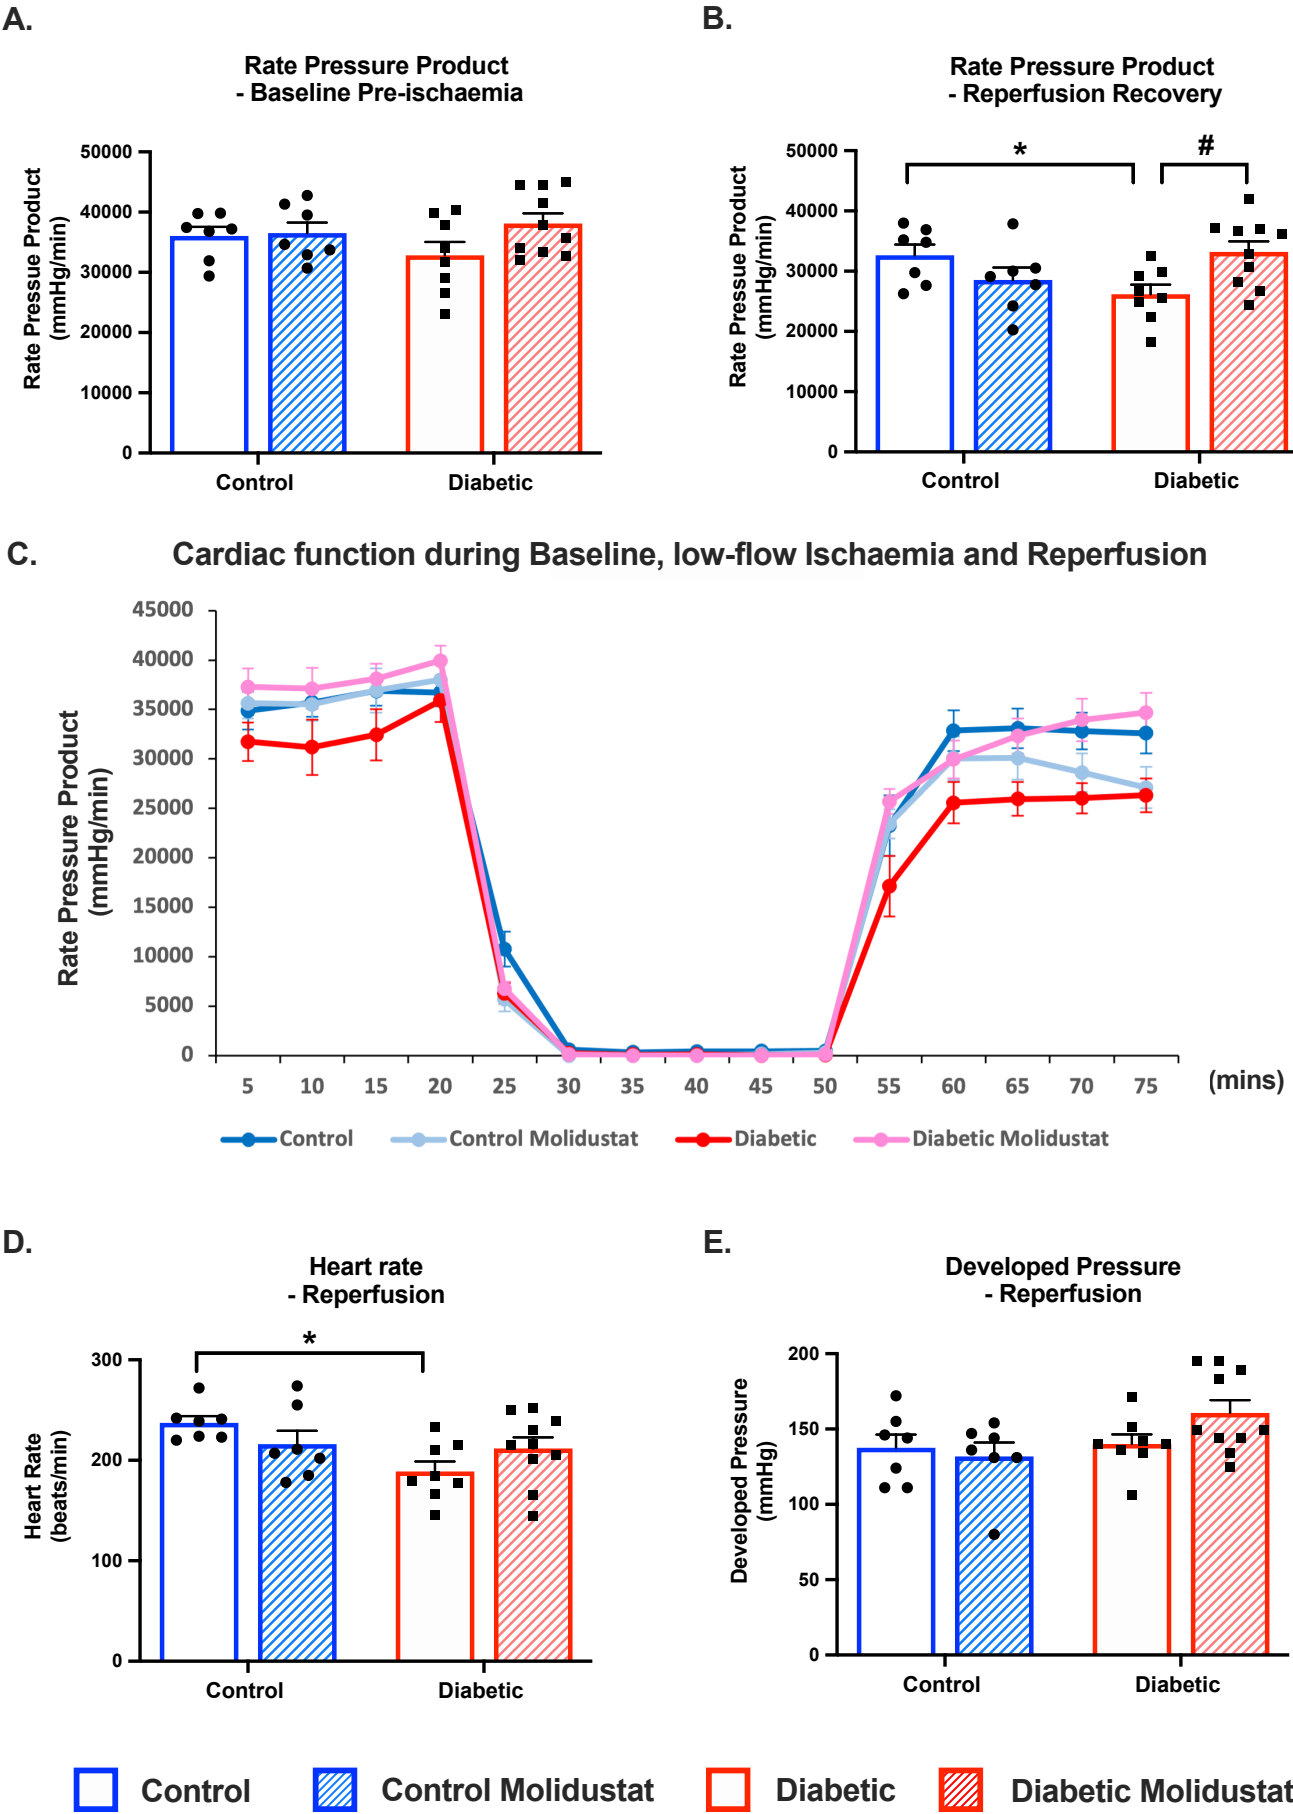 A.
Rate Pressure Product
- Baseline Pre-ischaemia
Rate Pressue Product
(mmHg/min)
50000
40000
30000
20000
10000
0
Control
Diabetic
B.
Rate Pressure Product
- Reperfusion Recovery
Rate Pressue Product
(mmHg/min)
50000
40000
30000
20000
10000
0
*
#
Control
Diabetic
C.
Cardiac function during Baseline, low-flow Ischaemia and Reperfusion
Rate Pressure Product
(mmHg/min)
45000
40000
35000
30000
25000
20000
15000
10000
5000
0
5 10 15 20 25 30 35 40 45 50 55 60 65 70 75 (mins)
Control Control Molidustat Diabetic Diabetic Molidustat
D.
Heart rate
- Reperfusion
Heart Rate
(beats/min)
300
200
100
0
*
Control
Diabetic
E.
Developed Pressure
- Reperfusion
Developed Pressure
(mmHg)
200
150
100
50
0
Control
Diabetic
Control Control Molidustat Diabetic Diabetic Molidustat